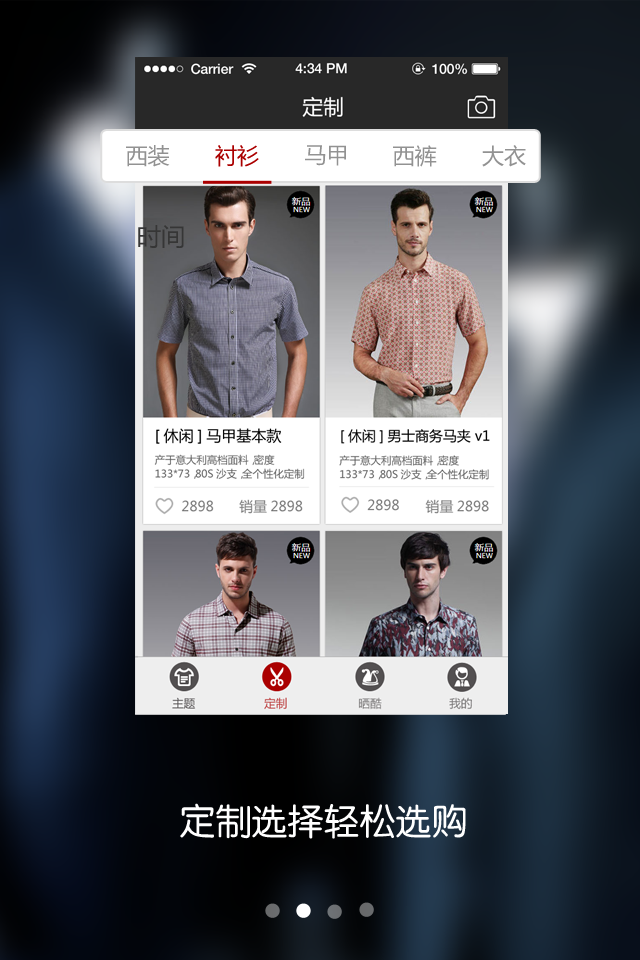 Carrier 4:34 PM 100%
定制
西装 衬衫 马甲 西裤 大衣
新品 新品
NEW NEW
时间
[ 休闲 ] 马甲基本款 [ 休闲 ] 男士商务马夹 v1
产于意大利高档面料 ,密度 产于意大利高档面料 ,密度
133*73 ,80S 沙支 ,全个性化定制 133*73 ,80S 沙支 ,全个性化定制
2898 销量 2898 2898 销量 2898
新品 新品
NEW NEW
主题 定制 晒酷 我的
定制选择轻松选购